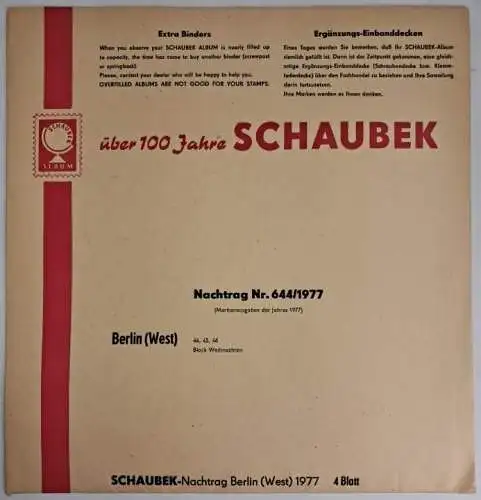 Extra Binders
When you observe your SCHAUBEK ALBUM is nearly filled up
to capacity, the time has come to buy another binder (screwpost
or springback).
Please, contact your dealer who will be happy to help you.
OVERFILLED ALBUMS ARE NOT GOOD FOR YOUR STAMPS.
Ergänzungs-Einbanddecken
Eines Tages werden Sie bemerken, daß Ihr SCHAUBEK-Album
ziemlich gefüllt ist. Dann ist der Zeitpunkt gekommen, eine gleich-
artige Ergänzungs-Einbanddecke (Schraubendecke bzw. Klemm-
federdecke) über den Fachhandel zu beziehen und Ihre Sammlung
darin fortzusetzen.
Ihre Marken werden es Ihnen danken.
SCHAUBEK
ALBUM
über 100 Jahre SCHAUBEK
Nachtrag Nr. 644/1977
(Markenausgaben des Jahres 1977)
Berlin (West)
Block Weihnachten
SCHAUBEK-Nachtrag Berlin (West) 1977 4 Blatt